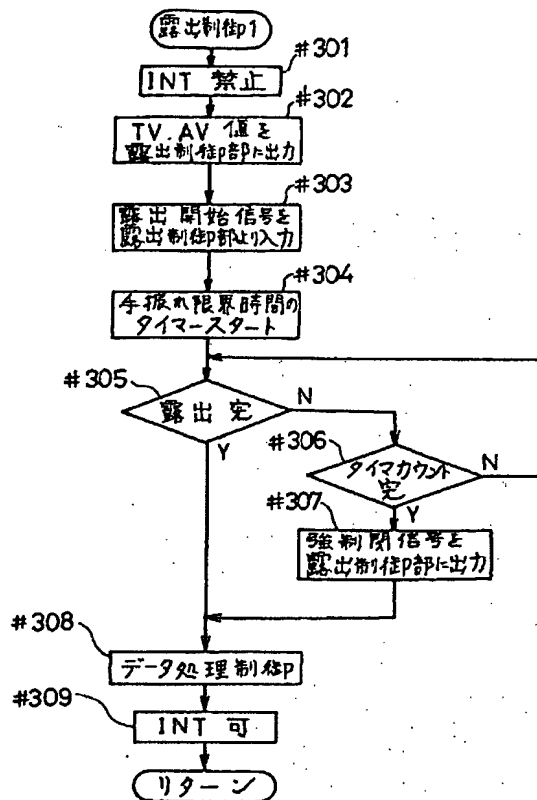 露出制御1
#301
INT 禁止
#302
TV.AV 値を
露出制御部に出力
#303
露出開始信号を
露出制御部より入力
#304
手振れ限界時間の
タイマースタート
#305
露出完
N
Y
#306
タイマカウント
完
N
Y
#307
強制閉信号を
露出制御部に出力
#308
データ処理制御
#309
INT 可
リターン